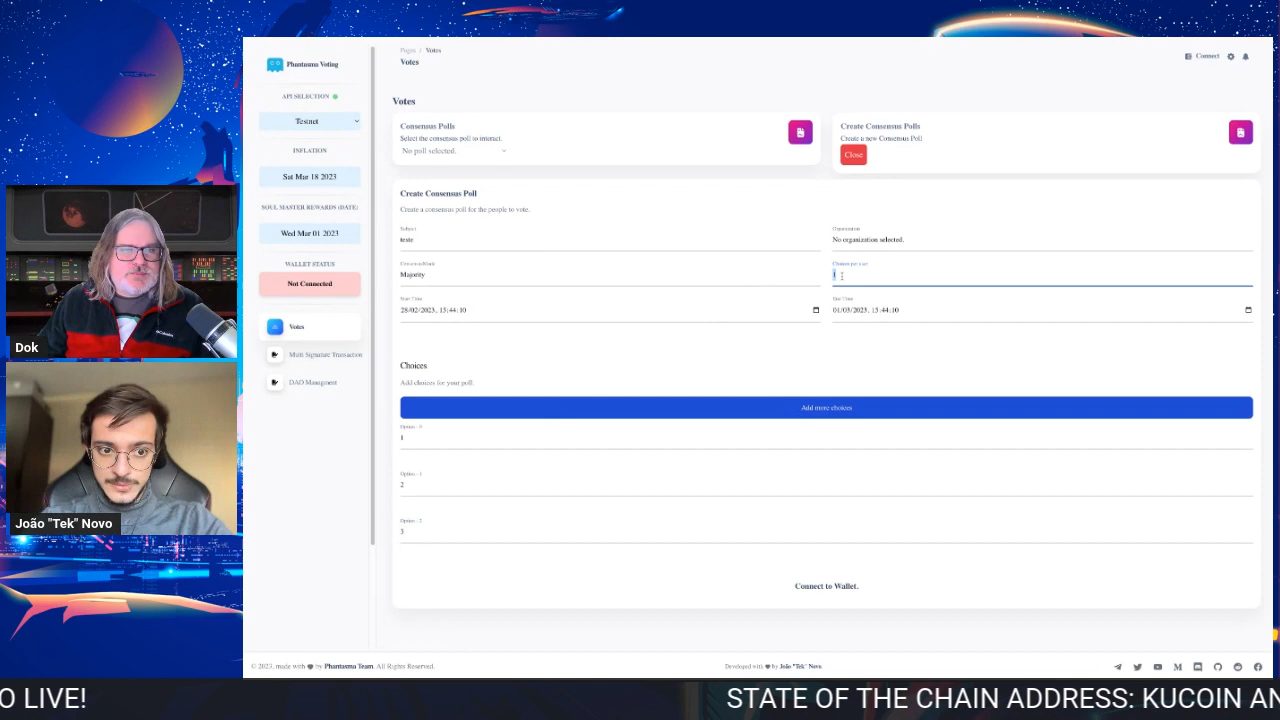 Pages / Votes
Votes
Connect
Phantasma Voting
API SELECTION
Testnet
INFLATION
Sat Mar 18 2023
SOUL MASTER REWARDS (DATE)
Wed Mar 01 2023
WALLET STATUS
Not Connected
Votes
Multi Signature Transaction
DAO Managment
Votes
Consensus Polls
Select the consensus poll to interact.
No poll selected.
Create Consensus Polls
Create a new Consensus Poll
Close
Create Consensus Poll
Create a consensus poll for the people to vote.
Subject
teste
Organization
No organization selected.
Consensus Mode
Majority
Choices per user
1
Start Time
28/02/2023, 13:44:10
End Time
01/03/2023, 13:44:10
Choices
Add choices for your poll.
Add more choices
Option - 0
1
Option - 1
2
Option - 2
3
Connect to Wallet.
© 2023, made with by Phantasma Team. All Rights Reserved.
Developed with by João "Tek" Novo
Dok
João "Tek" Novo
O LIVE!
STATE OF THE CHAIN ADDRESS: KUCOIN AN